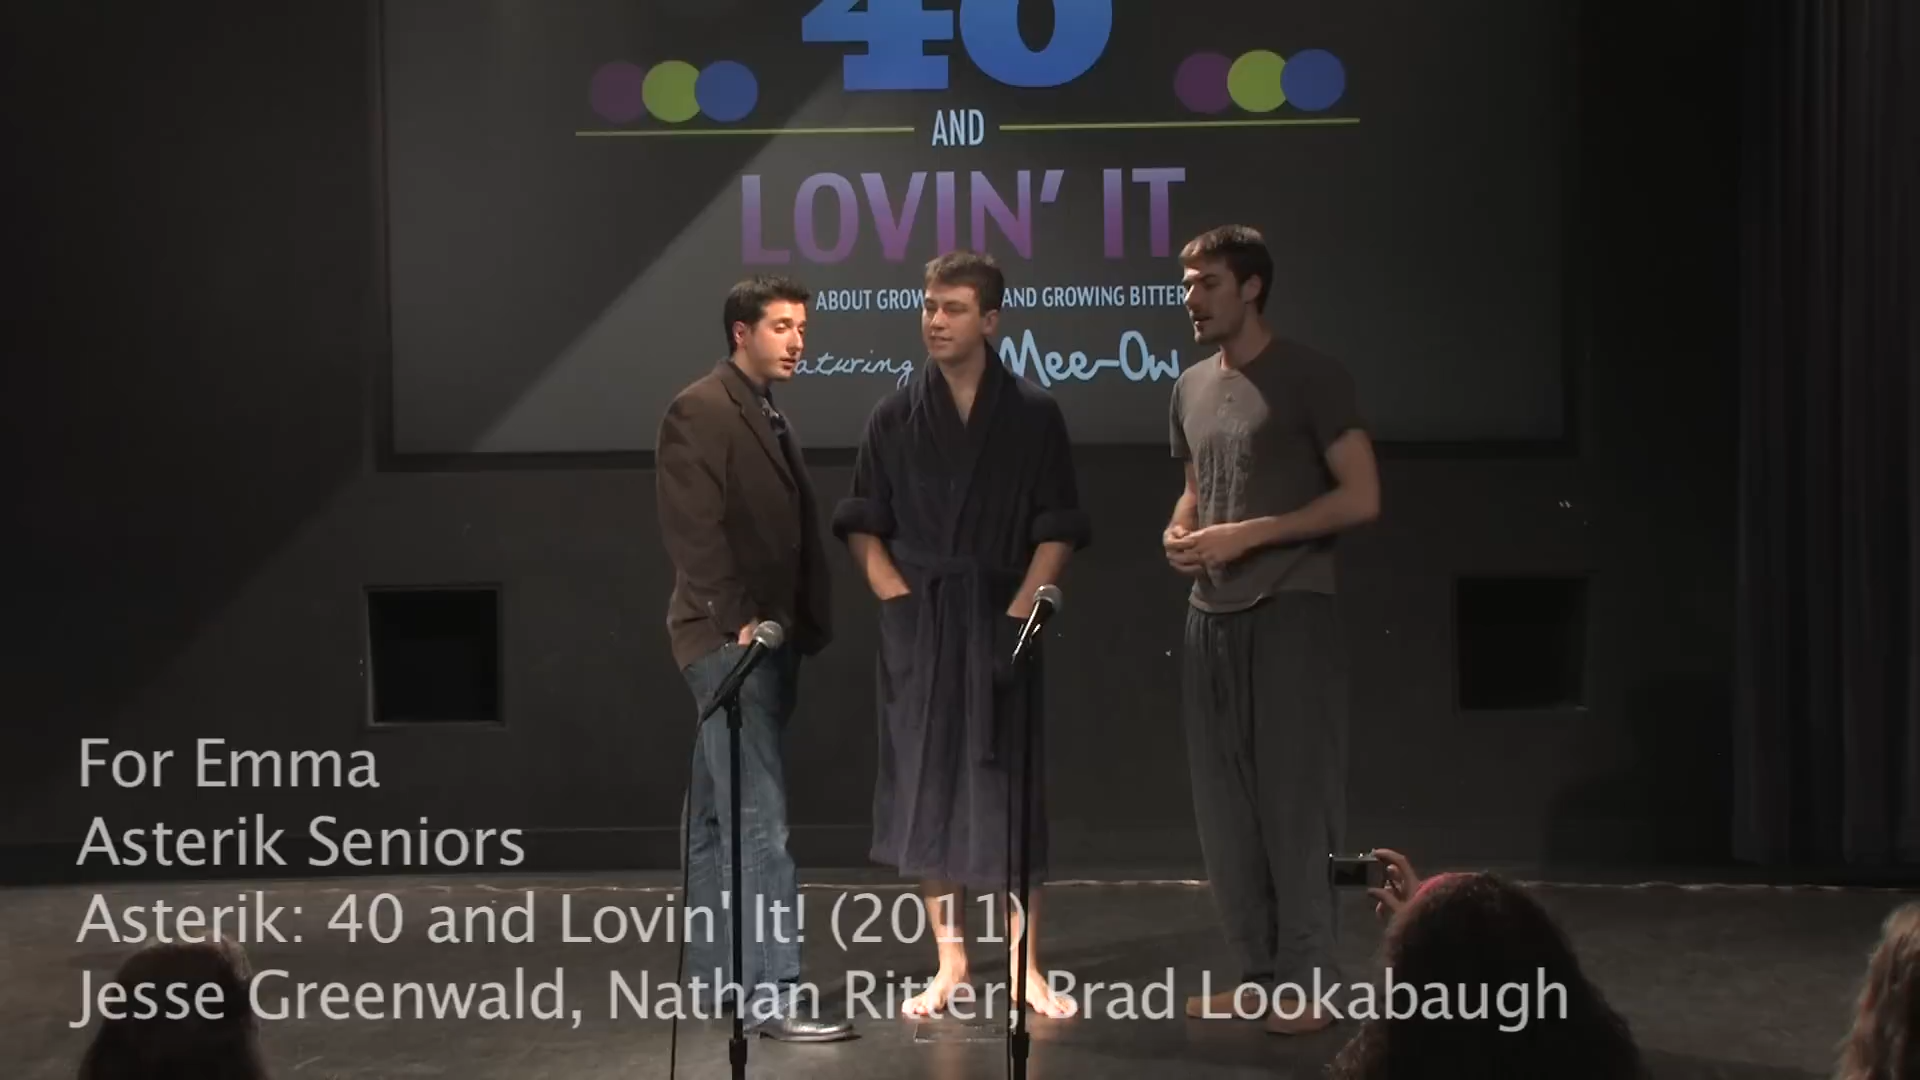 40
AND
LOVIN' IT
ABOUT GROW AND GROWING BITTER
aturing Mee-Ow
For Emma
Asterik Seniors
Asterik: 40 and Lovin' It! (2011)
Jesse Greenwald, Nathan Ritter, Brad Lookabaugh